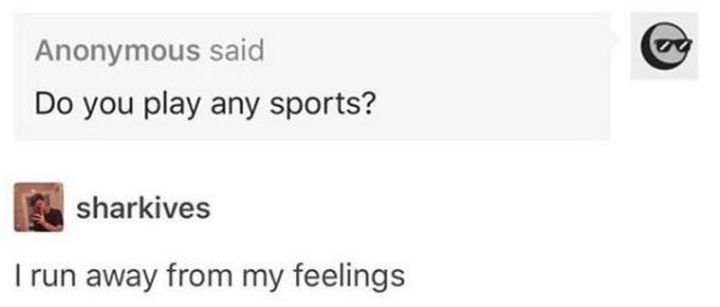 Anonymous said
Do you play any sports?
sharkives
I run away from my feelings